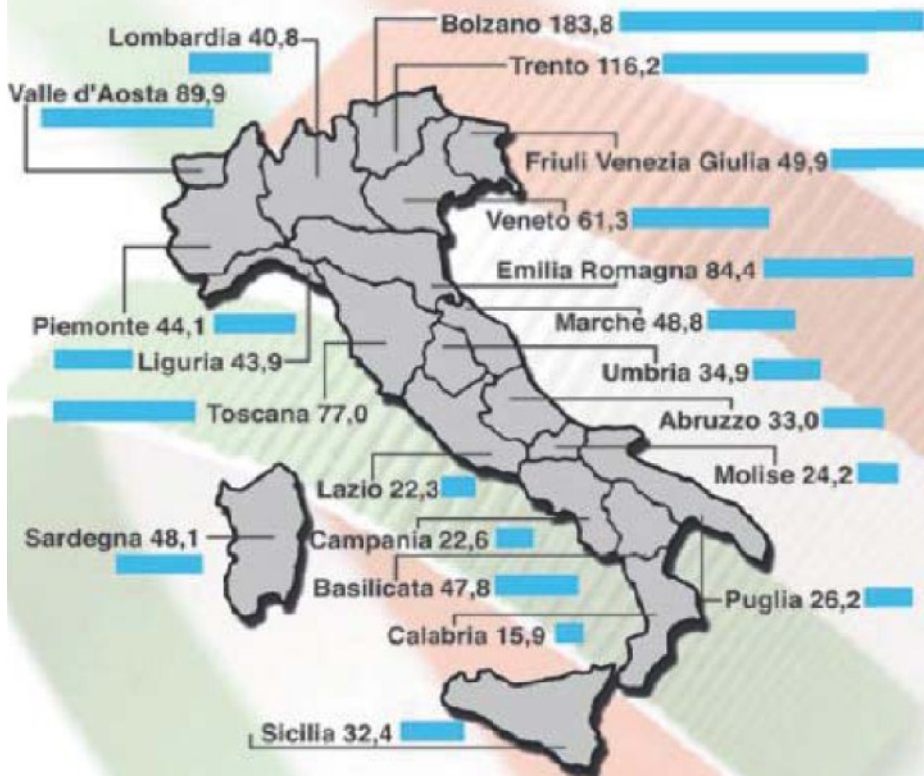 Bolzano 183,8
Lombardia 40,8
Trento 116,2
Valle d'Aosta 89,9
Friuli Venezia Giulia 49,9
Veneto 61,3
Emilia Romagna 84,4
Piemonte 44,1
Marche 48,8
Liguria 43,9
Umbria 34,9
Toscana 77,0
Abruzzo 33,0
Molise 24,2
Lazio 22,3
Sardegna 48,1
Campania 22,6
Basilicata 47,8
Puglia 26,2
Calabria 15,9
Sicilia 32,4